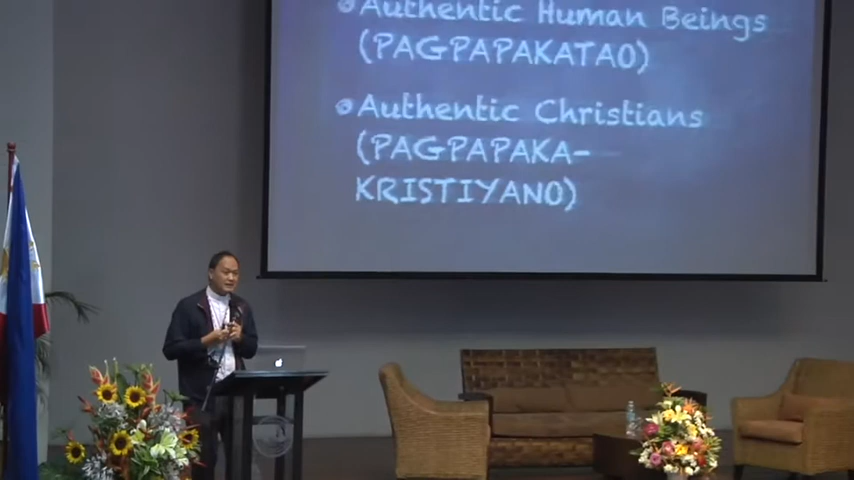 Authentic Human Beings
(PAGPAPAKATAO)
Authentic Christians
(PAGPAPAKA-
KRISTIYANO)